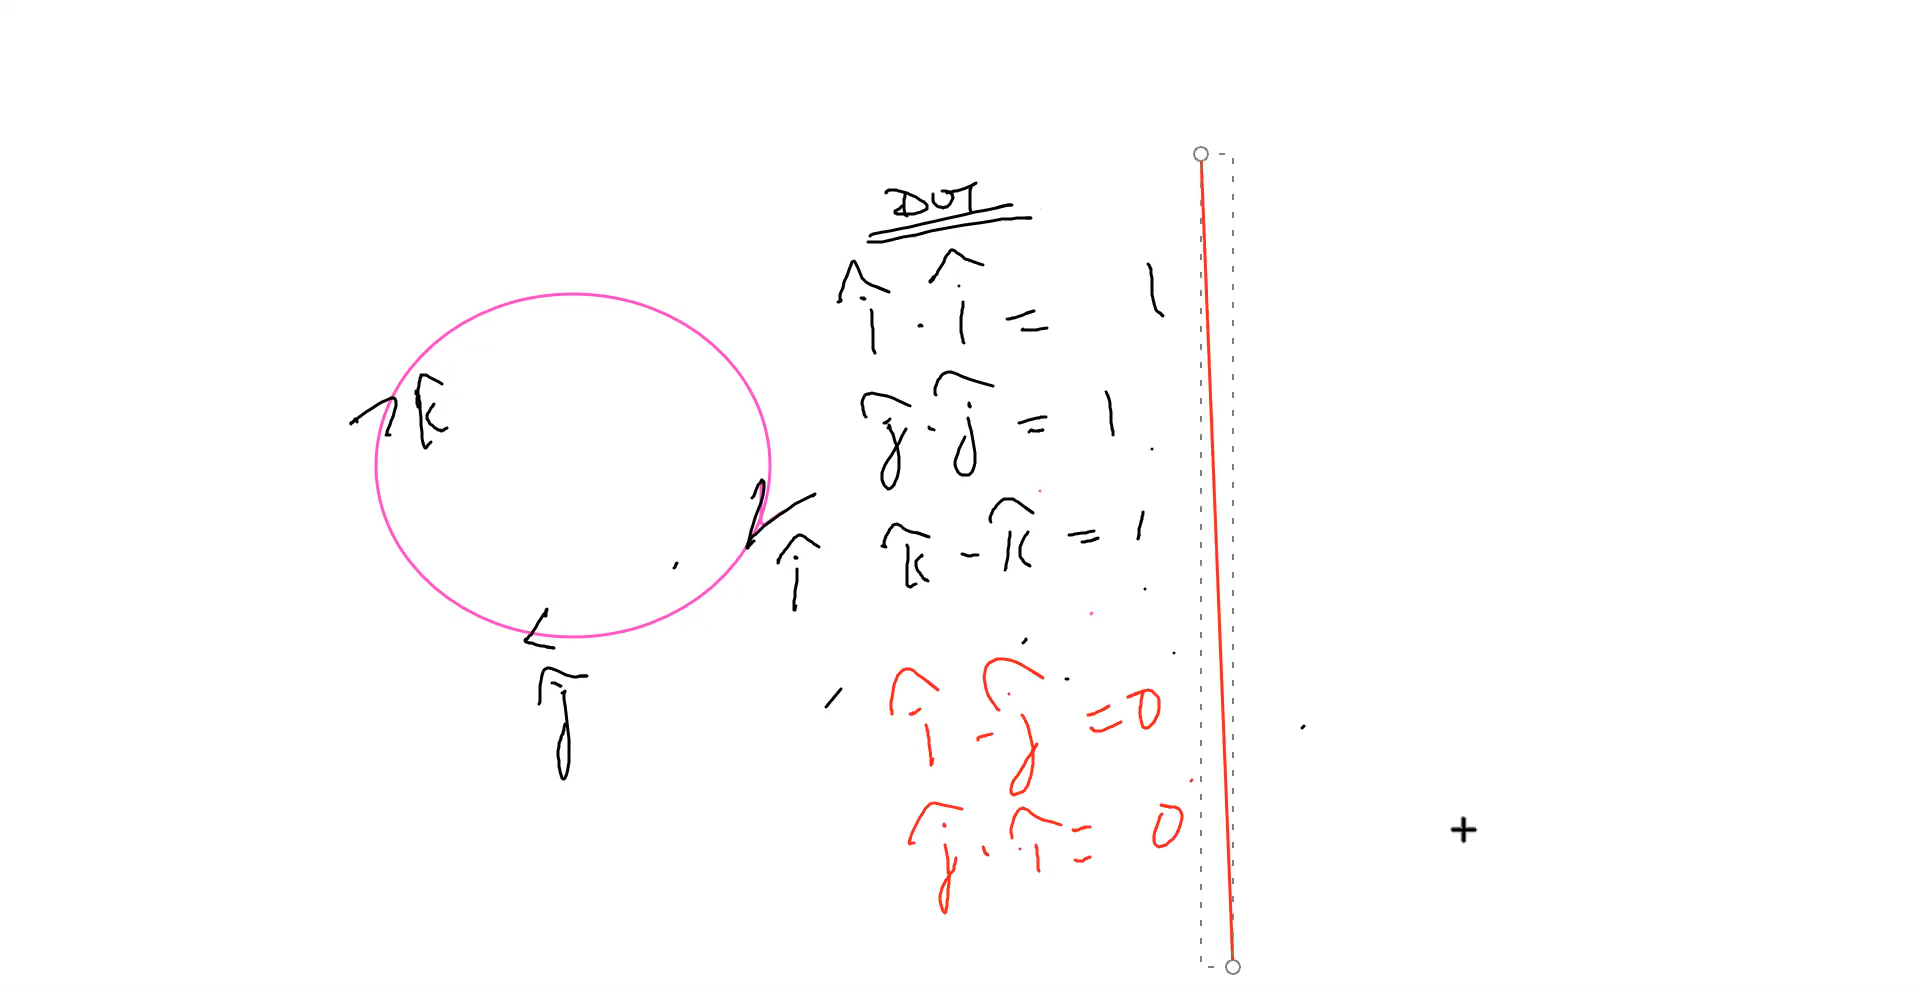 DOT
î · î = 1
ĵ · ĵ = 1
k̂ - k̂ = 1
î - ĵ = 0
ĵ · î = 0
k̂
î
ĵ